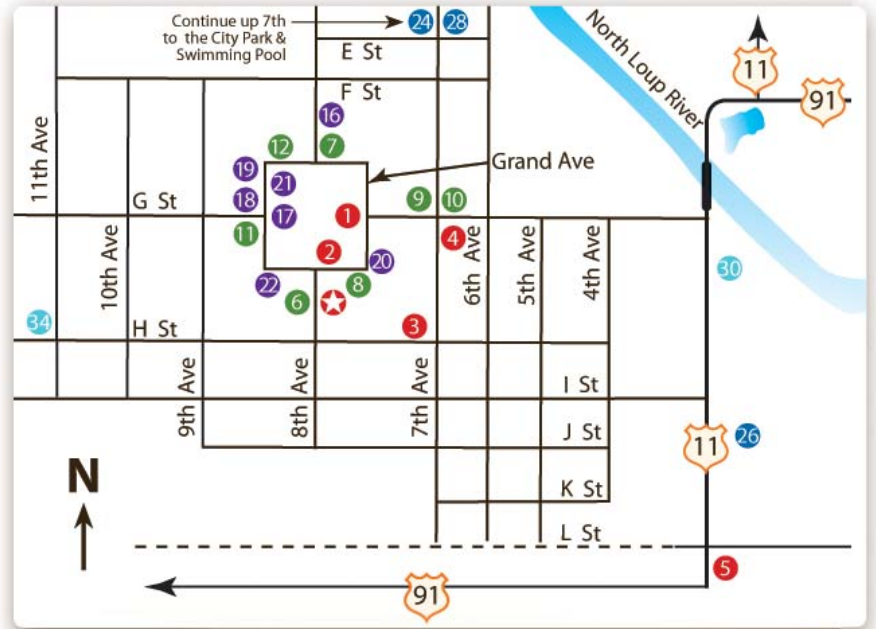 Continue up 7th
to the City Park &
Swimming Pool
24
28
E St
F St
North Loup River
11
91
16
12
7
Grand Ave
19
21
11th Ave
G St
18
17
1
9
10
11
2
4
20
10th Ave
22
6
8
6th Ave
5th Ave
4th Ave
30
34
H St
3
9th Ave
8th Ave
7th Ave
I St
J St
11
26
N
K St
L St
5
91